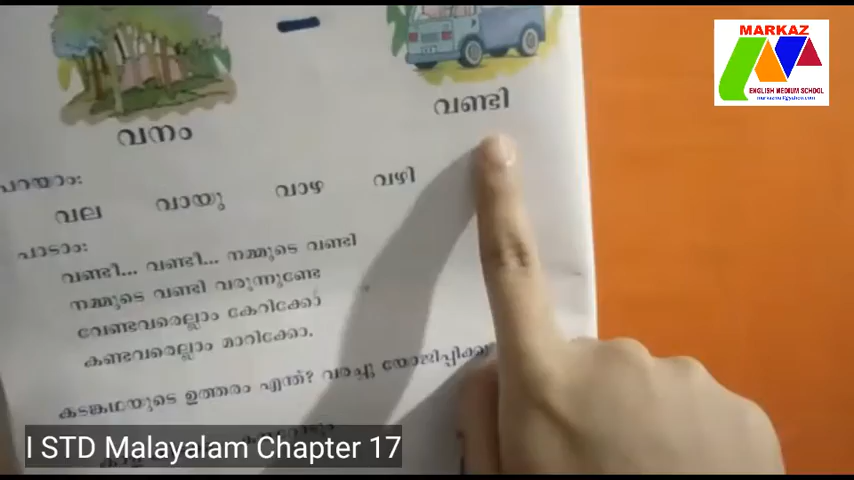 MARKAZ
ENGLISH MEDIUM SCHOOL
വനം
വണ്ടി
പറയാം:
വല വായു വാഴ വഴി
പാടാം:
വണ്ടീ... വണ്ടീ... നമ്മുടെ വണ്ടി
നമ്മുടെ വണ്ടി വരുന്നുണ്ടേ
വേണ്ടവരെല്ലാം കേറിക്കോ
കണ്ടവരെല്ലാം മാറിക്കോ.
കടങ്കഥയുടെ ഉത്തരം എന്ത്? വരച്ചു
I STD Malayalam Chapter 17